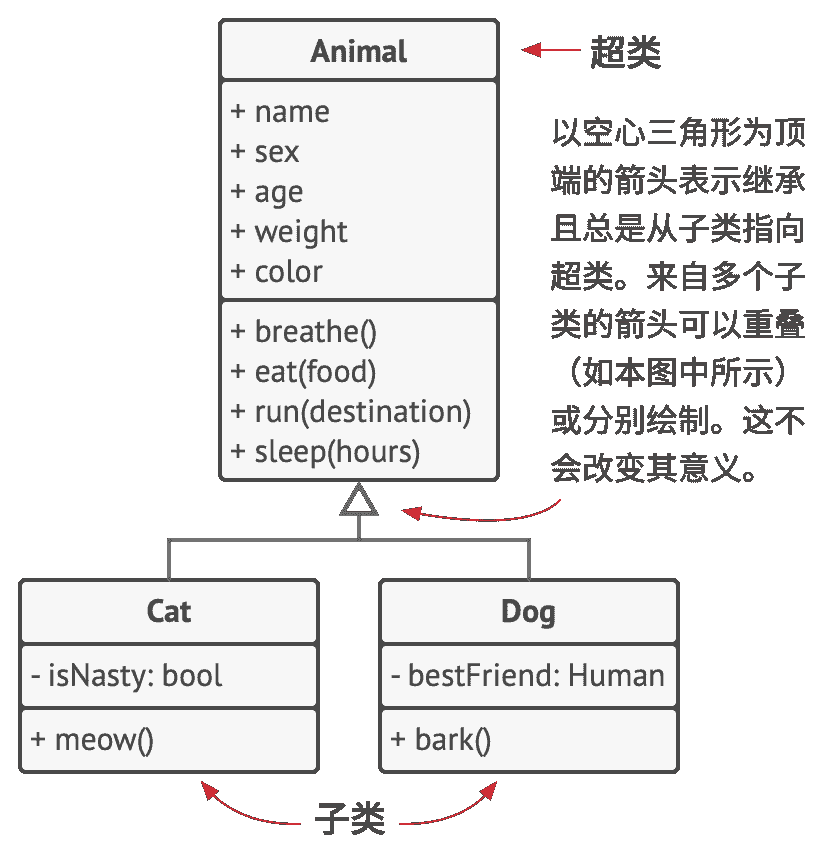 Animal
超类
+ name
+ sex
+ age
+ weight
+ color
+ breathe()
+ eat(food)
+ run(destination)
+ sleep(hours)
以空心三角形为顶
端的箭头表示继承
且总是从子类指向
超类。来自多个子
类的箭头可以重叠
（如本图中所示）
或分别绘制。这不
会改变其意义。
Cat
- isNasty: bool
+ meow()
Dog
- bestFriend: Human
+ bark()
子类